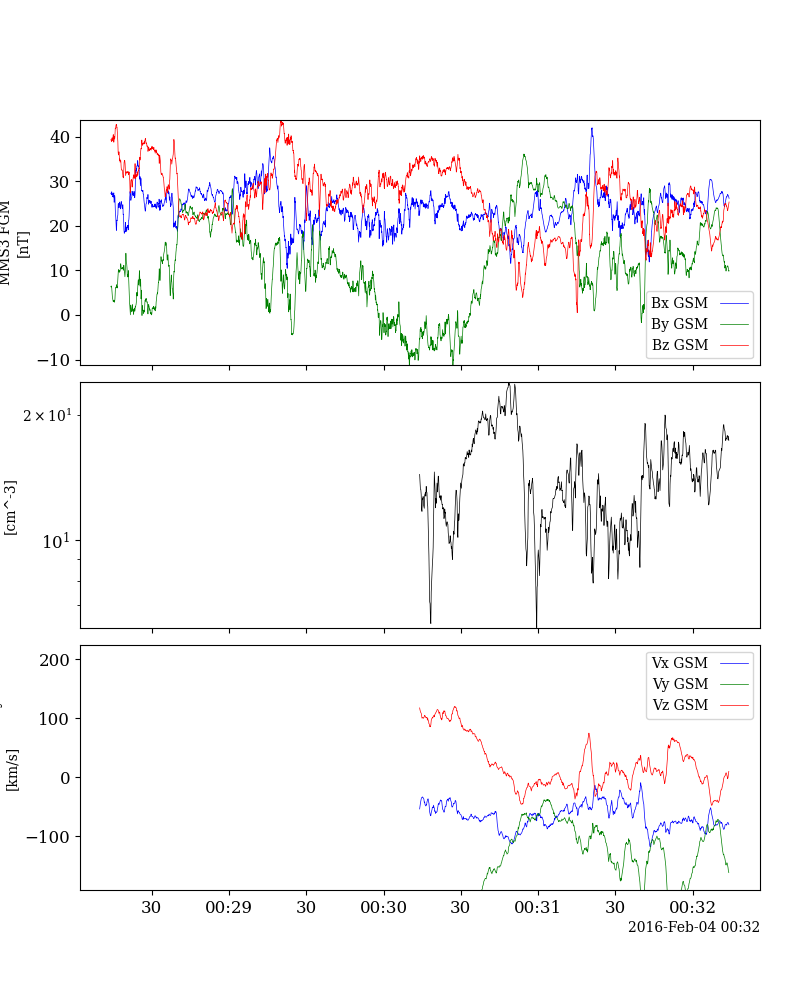 40
30
20
10
0
−10
MMS3 FGM
[nT]
Bx GSM
By GSM
Bz GSM
2 × 10¹
10¹
[cm^-3]
200
100
0
−100
[km/s]
Vx GSM
Vy GSM
Vz GSM
30 00:29 30 00:30 30 00:31 30 00:32
2016-Feb-04 00:32